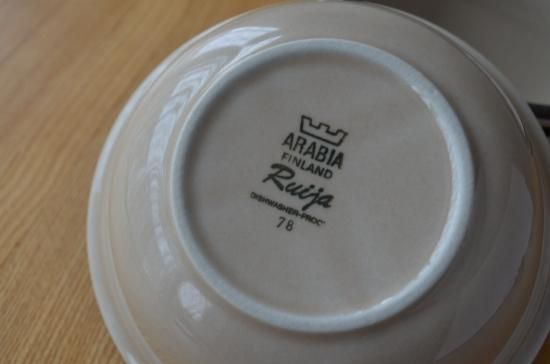 ARABIA
FINLAND
Ruija
DISHWASHER-PROOF
78